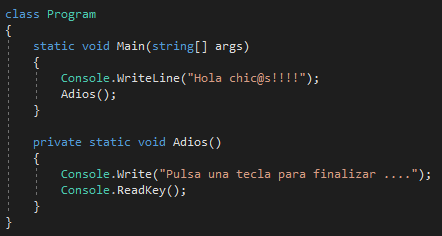 class Program
{
    static void Main(string[] args)
    {
        Console.WriteLine("Hola chic@s!!!!");
        Adios();
    }

    private static void Adios()
    {
        Console.Write("Pulsa una tecla para finalizar ....");
        Console.ReadKey();
    }
}